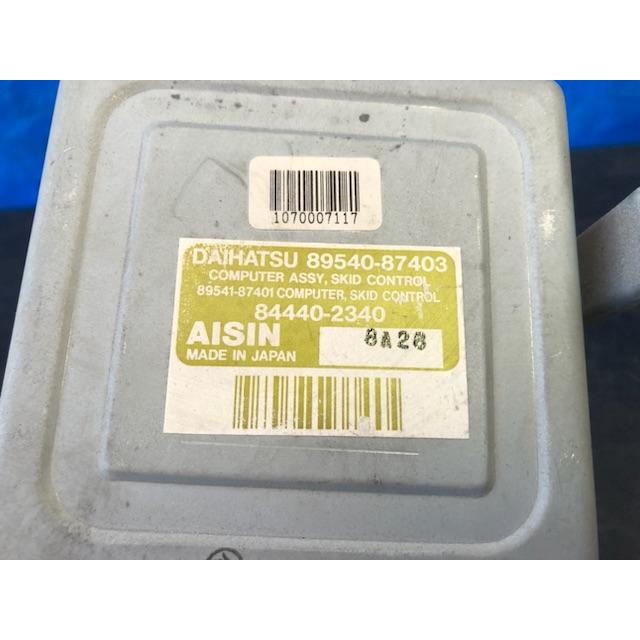 1070007117
DAIHATSU 89540-87403
COMPUTER ASSY, SKID CONTROL
89541-87401 COMPUTER, SKID CONTROL
84440-2340
AISIN
MADE IN JAPAN
8A28